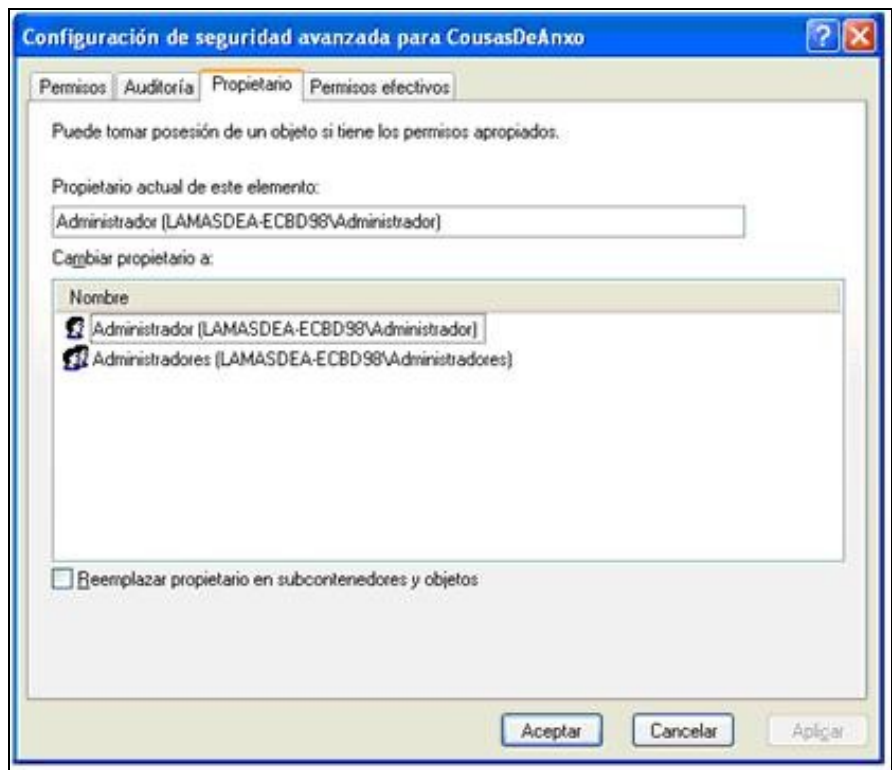 Configuración de seguridad avanzada para CousasDeAnxo
Permisos Auditoría Propietario Permisos efectivos
Puede tomar posesión de un objeto si tiene los permisos apropiados.
Propietario actual de este elemento:
Administrador (LAMASDEA-ECBD98\Administrador)
Cambiar propietario a:
Nombre
Administrador (LAMASDEA-ECBD98\Administrador)
Administradores (LAMASDEA-ECBD98\Administradores)
Reemplazar propietario en subcontenedores y objetos
Aceptar Cancelar Aplicar